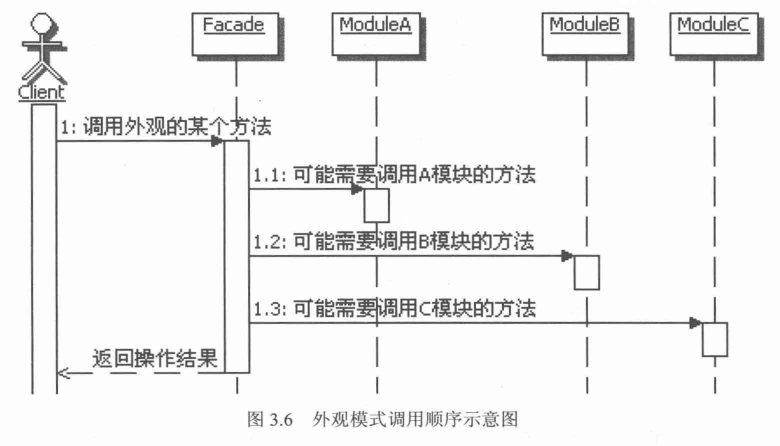 Facade
ModuleA
ModuleB
ModuleC
Client
1: 调用外观的某个方法
1.1: 可能需要调用A模块的方法
1.2: 可能需要调用B模块的方法
1.3: 可能需要调用C模块的方法
返回操作结果
图 3.6 外观模式调用顺序示意图